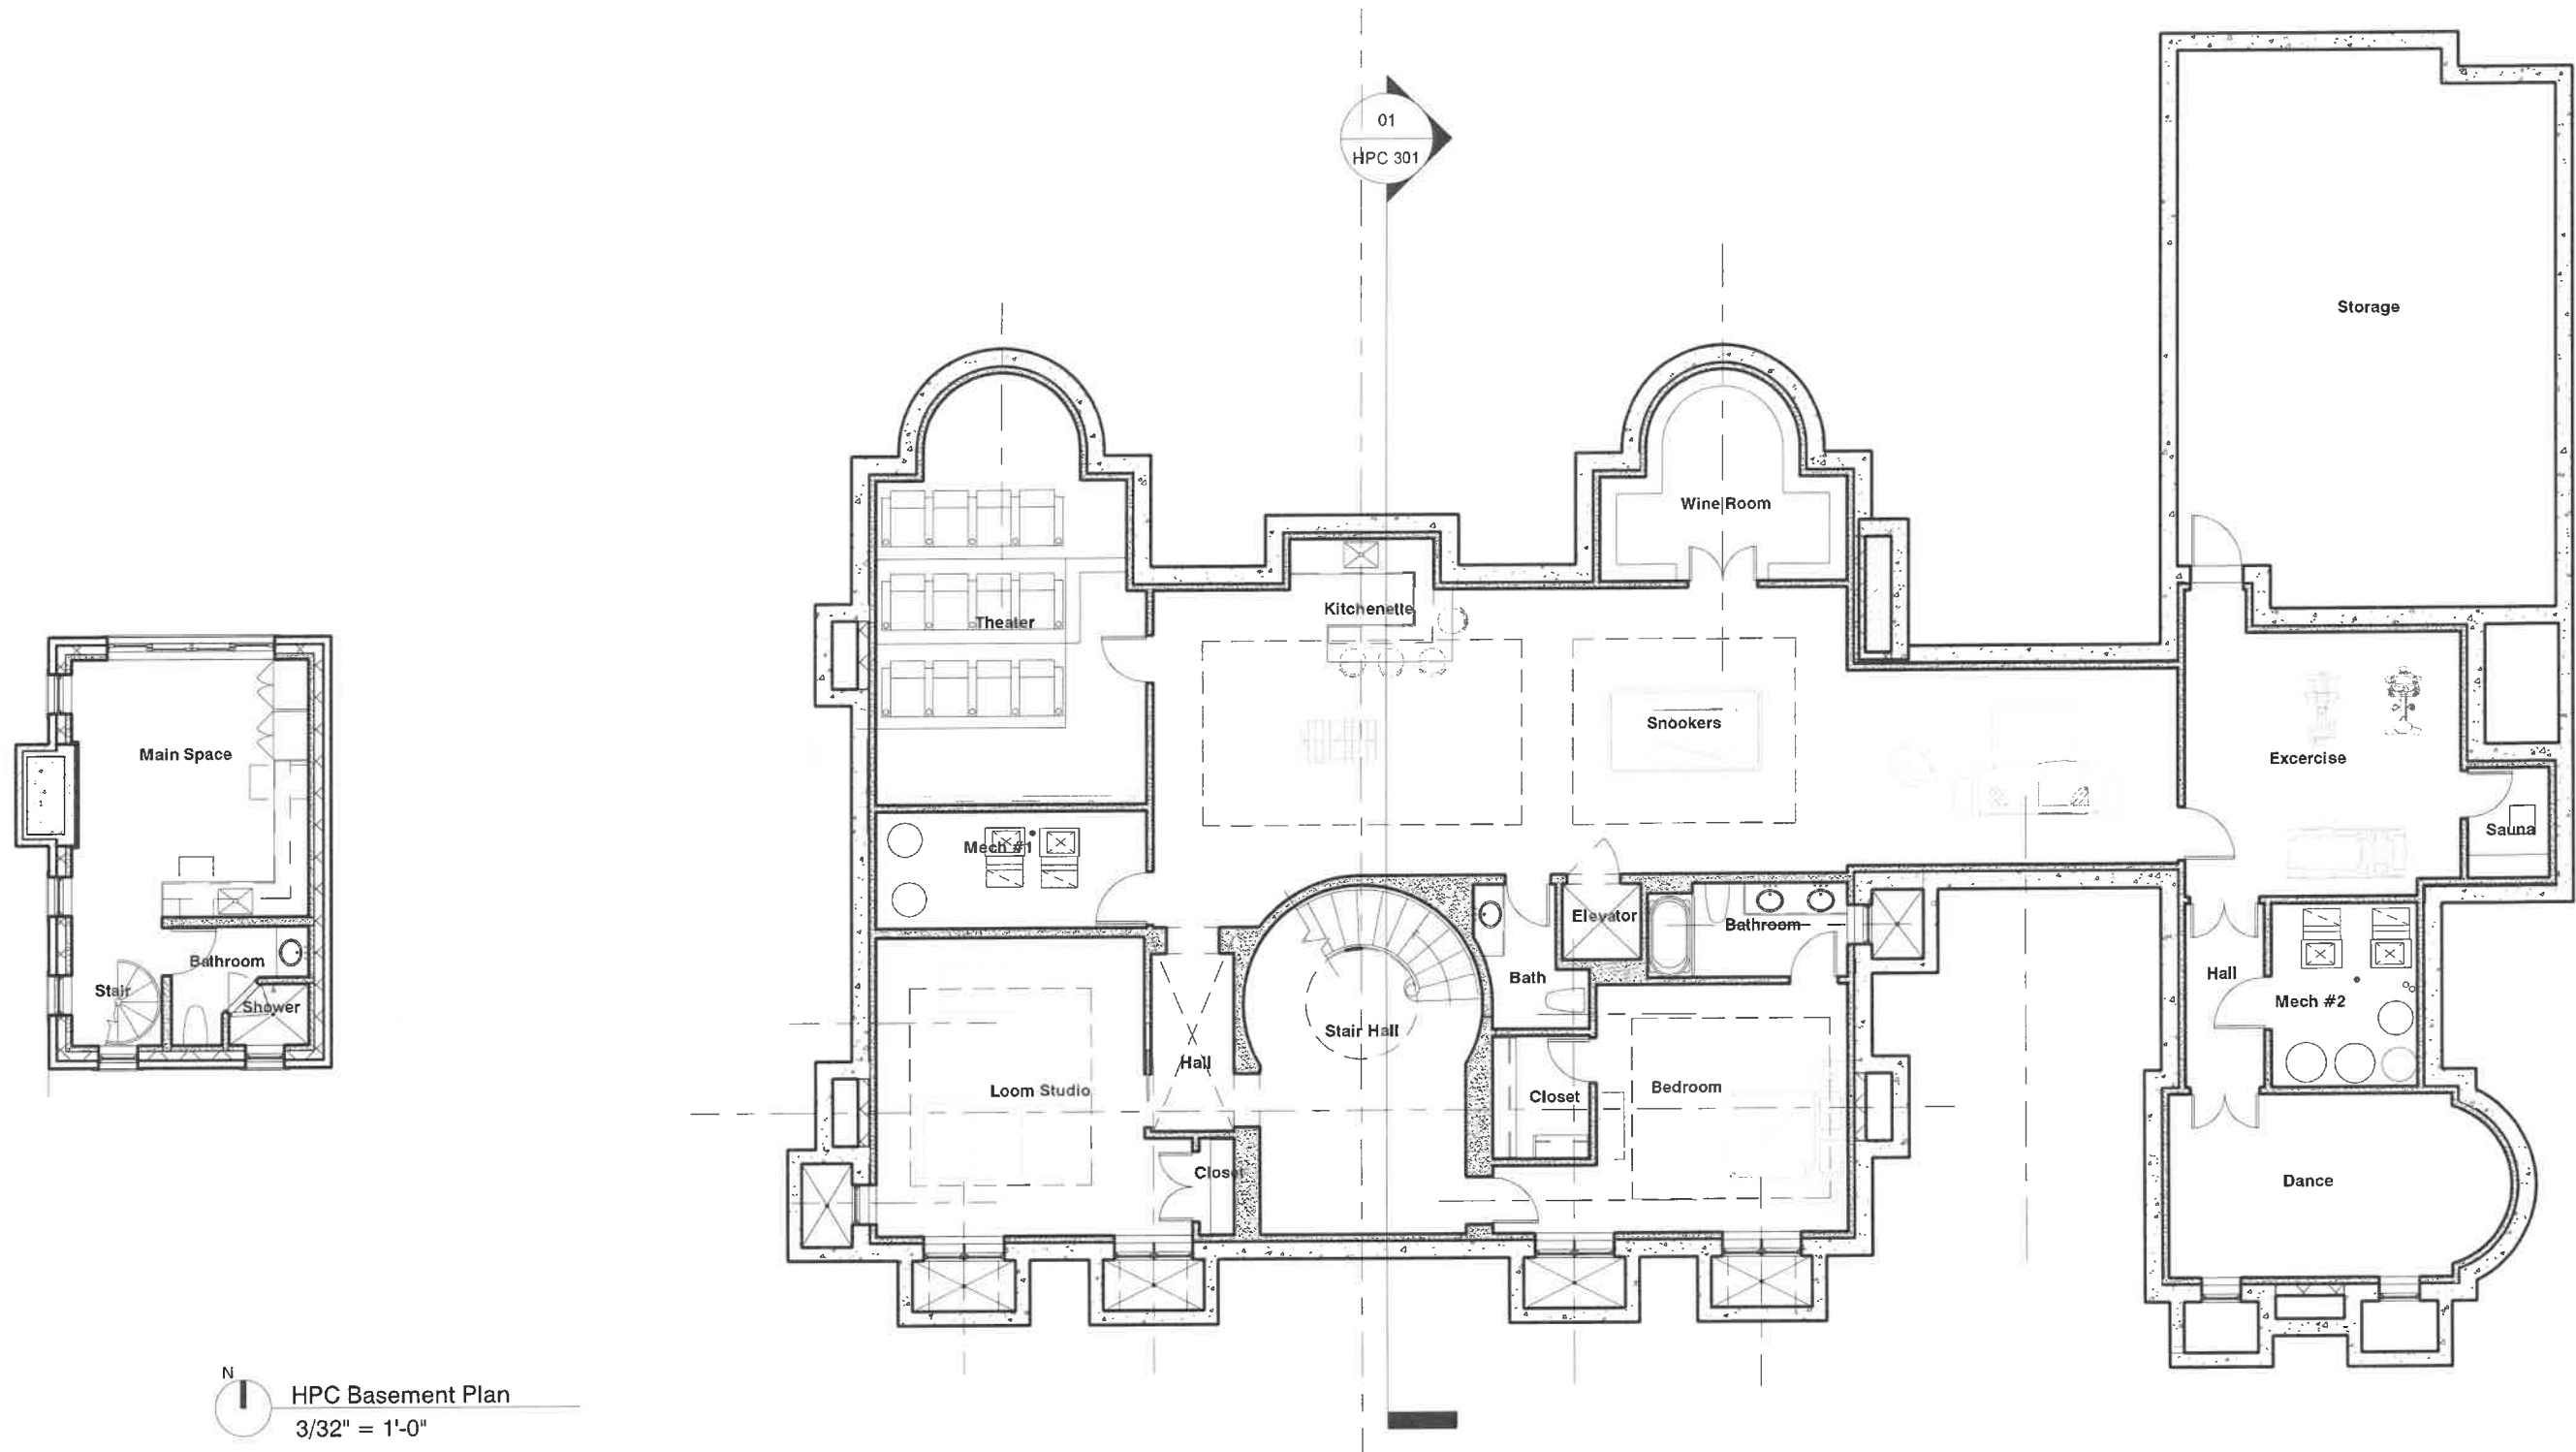 01
HPC 301
Storage
Wine Room
Kitchenette
Theater
Snookers
Main Space
Excercise
Sauna
Mech #1
Elevator
Bathroom
Bathroom
Hall
Bath
Stair
Shower
Mech #2
Stair Hall
Hall
Loom Studio
Bedroom
Closet
Closet
Dance
N
HPC Basement Plan
3/32" = 1'-0"